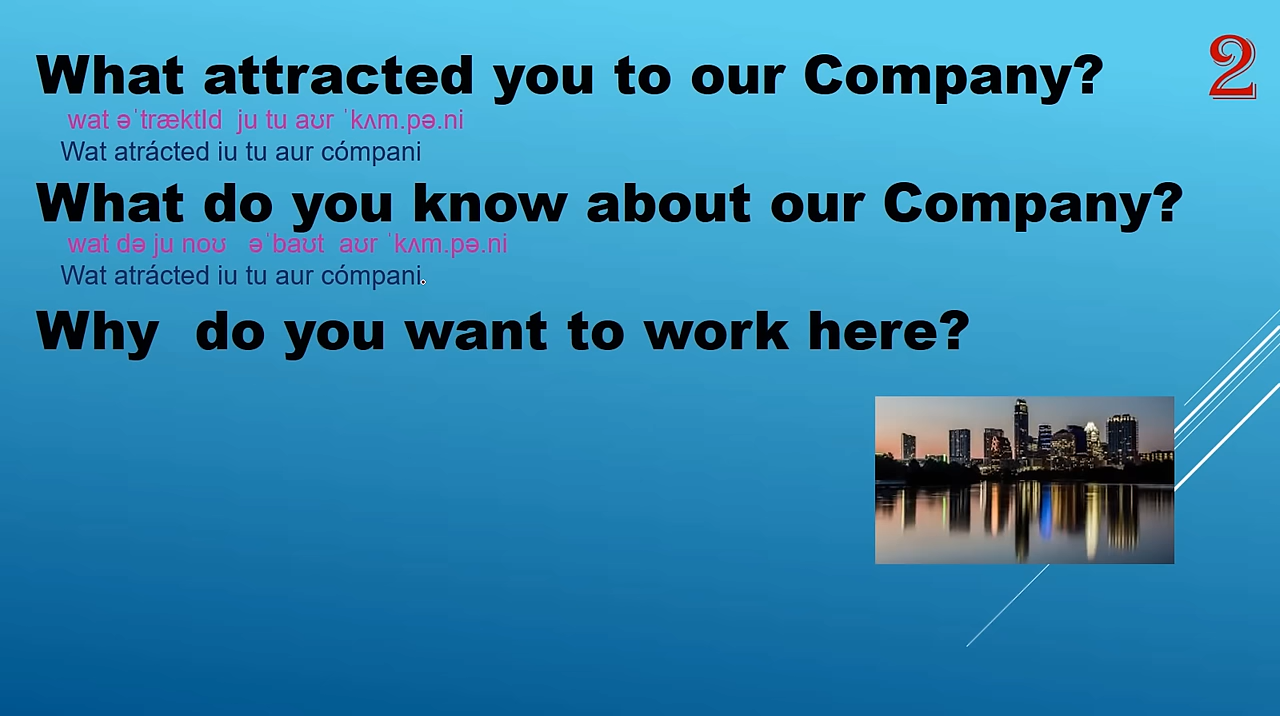 What attracted you to our Company?
2
wat əˈtræktId ju tu aʊr ˈkʌm.pə.ni
Wat atrácted iu tu aur cómpani
What do you know about our Company?
wat də ju noʊ əˈbaʊt aʊr ˈkʌm.pə.ni
Wat atrácted iu tu aur cómpani
Why do you want to work here?